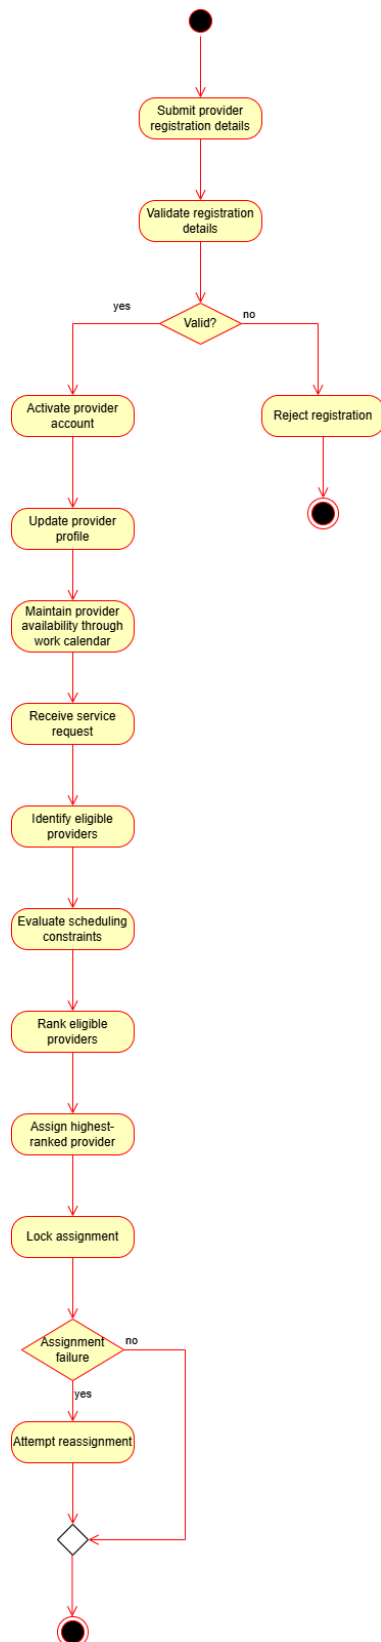 Submit provider
registration details
Validate registration
details
yes
Valid?
no
Activate provider
account
Reject registration
Update provider
profile
Maintain provider
availability through
work calendar
Receive service
request
Identify eligible
providers
Evaluate scheduling
constraints
Rank eligible
providers
Assign highest-
ranked provider
Lock assignment
Assignment
failure
no
yes
Attempt reassignment